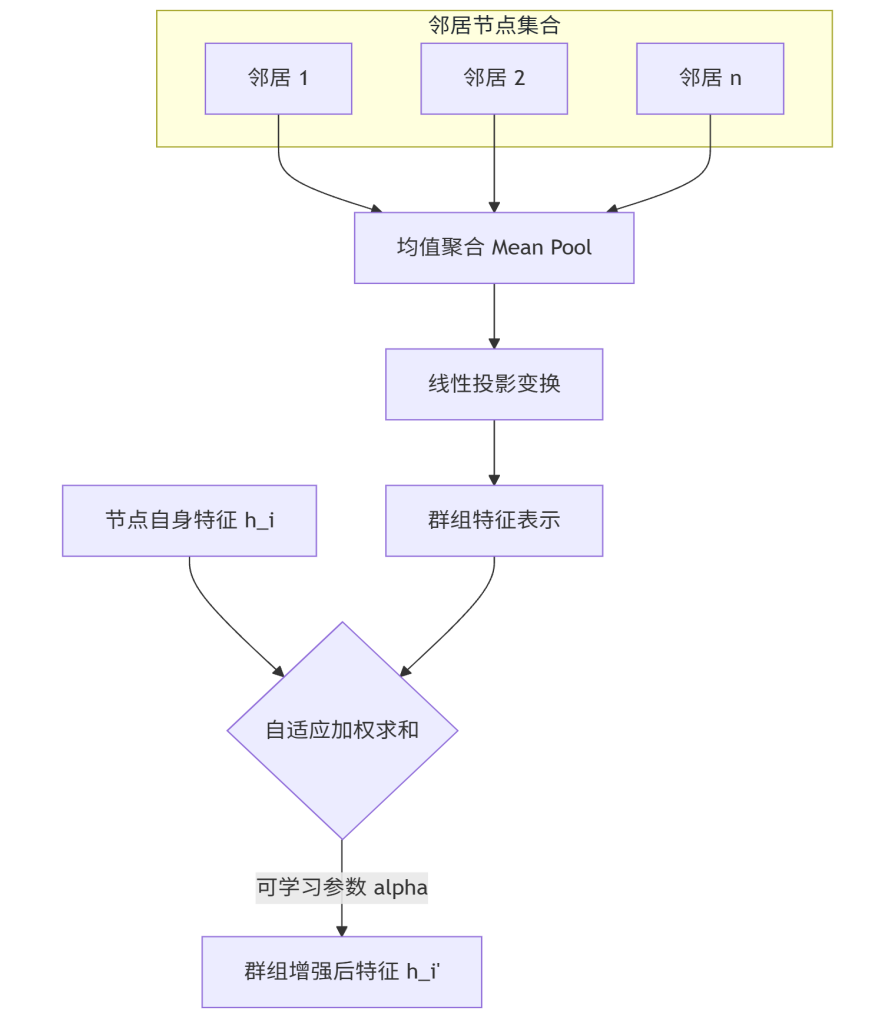 邻居节点集合
邻居 1
邻居 2
邻居 n
均值聚合 Mean Pool
线性投影变换
节点自身特征 h_i
群组特征表示
自适应加权求和
可学习参数 alpha
群组增强后特征 h_i'